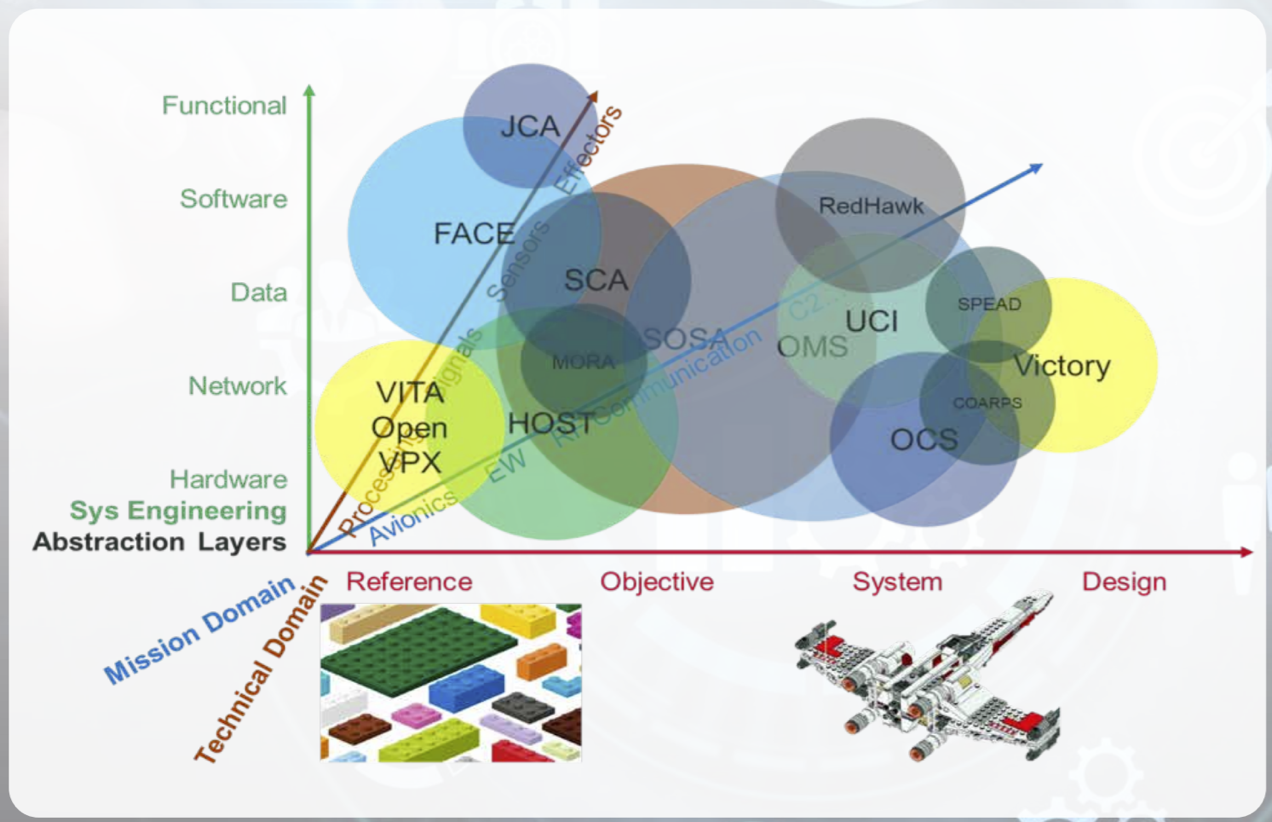 Functional
Software
Data
Network
Hardware
Sys Engineering
Abstraction Layers
Mission Domain
Technical Domain
Reference
Objective
System
Design
Processing
Signals
Sensors
Effectors
Avionics
EW
Communication
C2...
JCA
FACE
SCA
RedHawk
SPEAD
UCI
SOSA
OMS
MORA
Victory
VITA
Open
VPX
HOST
COARPS
OCS